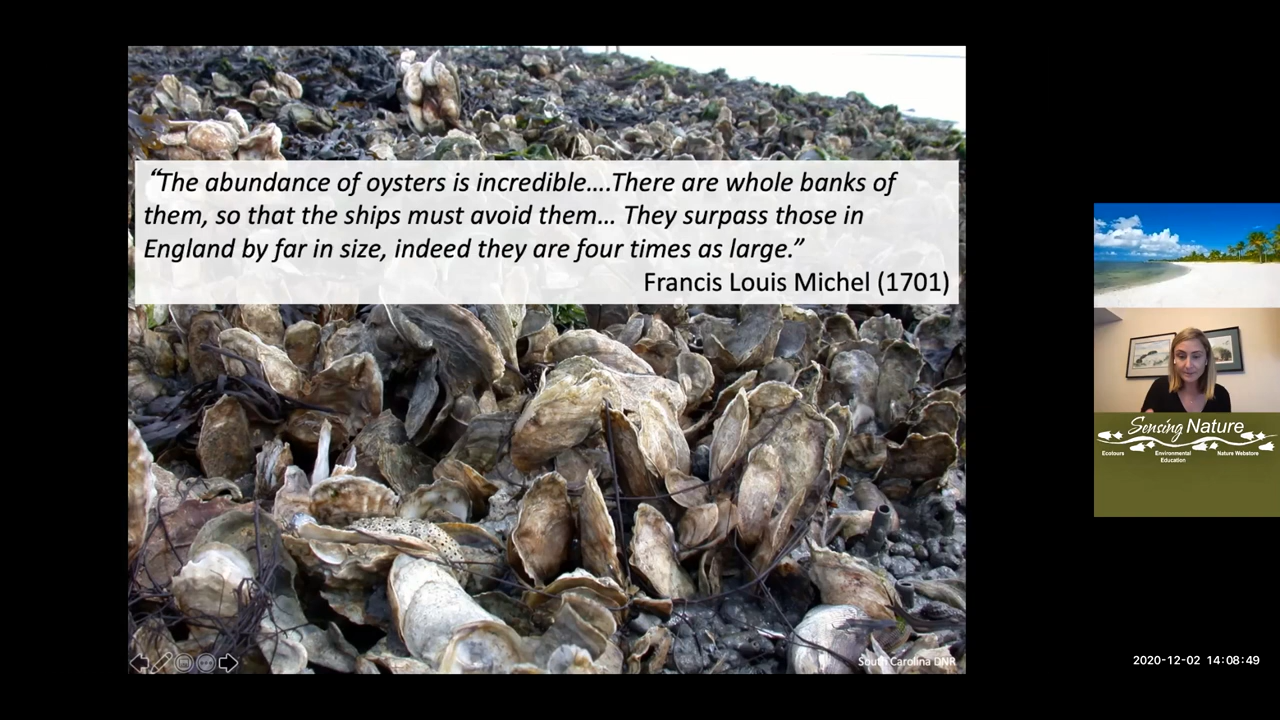 “The abundance of oysters is incredible….There are whole banks of
them, so that the ships must avoid them… They surpass those in
England by far in size, indeed they are four times as large.”
Francis Louis Michel (1701)
South Carolina DNR
Sensing Nature
Ecotours
Environmental
Education
Nature Webstore
2020-12-02 14:08:49